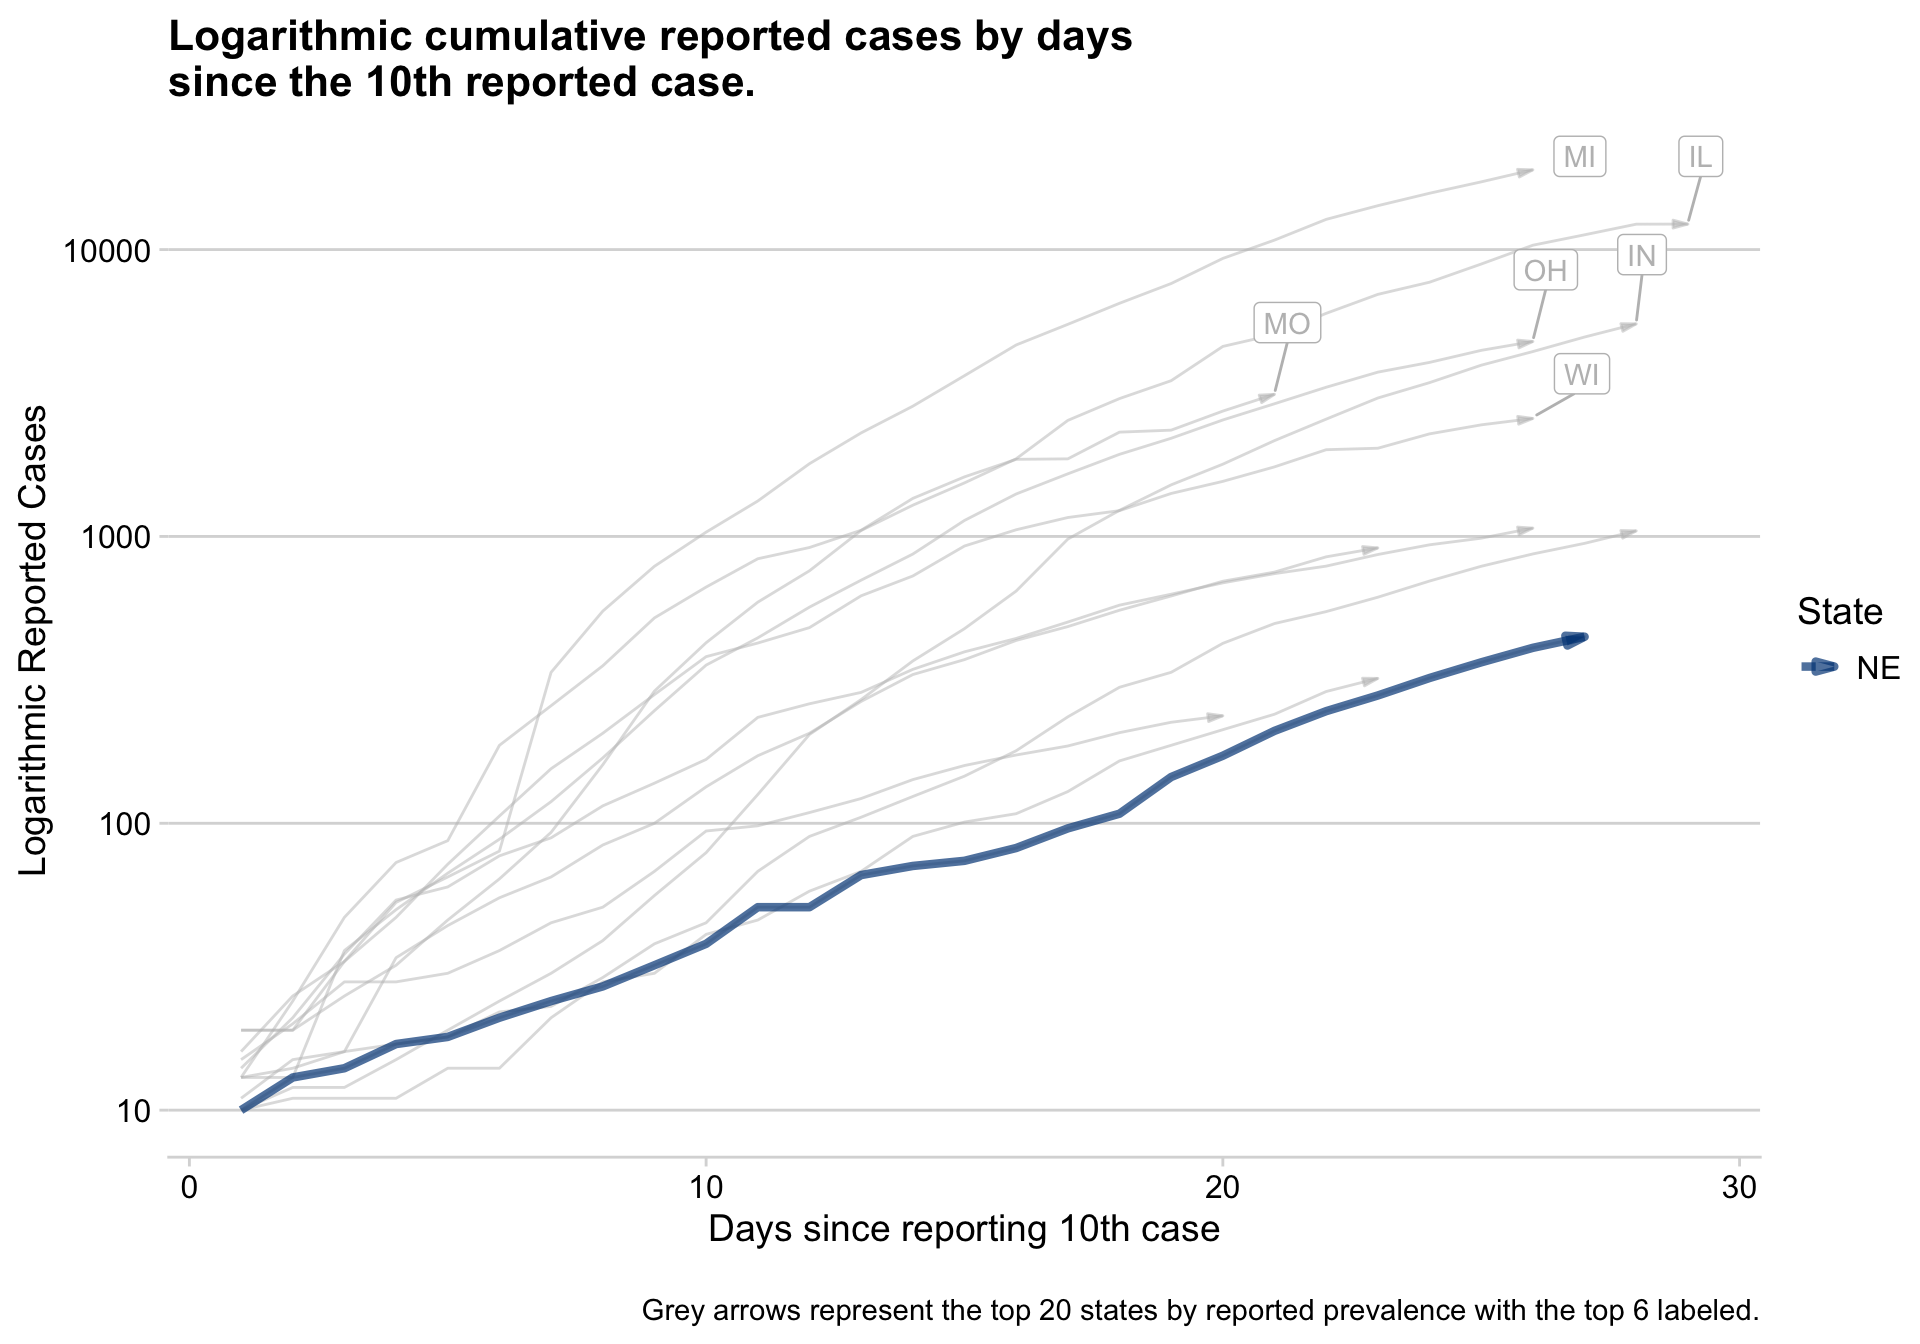 Logarithmic cumulative reported cases by days
since the 10th reported case.
MI
IL
10000
IN
OH
MO
WI
Logarithmic Reported Cases
1000
State
NE
100
10
0
10
20
30
Days since reporting 10th case
Grey arrows represent the top 20 states by reported prevalence with the top 6 labeled.